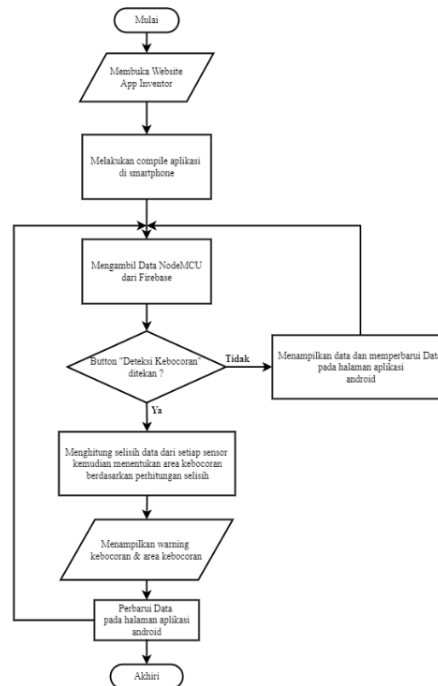 Mulai
Membuka Website
App Inventor
Melakukan compile aplikasi
di smartphone
Mengambil Data NodeMCU
dari Firebase
Button "Deteksi Kebocoran"
ditekan ?
Tidak
Menampilkan data dan memperbarui Data
pada halaman aplikasi
android
Ya
Menghitung selisih data dari setiap sensor
kemudian menentukan area kebocoran
berdasarkan perhitungan selisih
Menampilkan warning
kebocoran & area kebocoran
Perbarui Data
pada halaman aplikasi
android
Akhiri